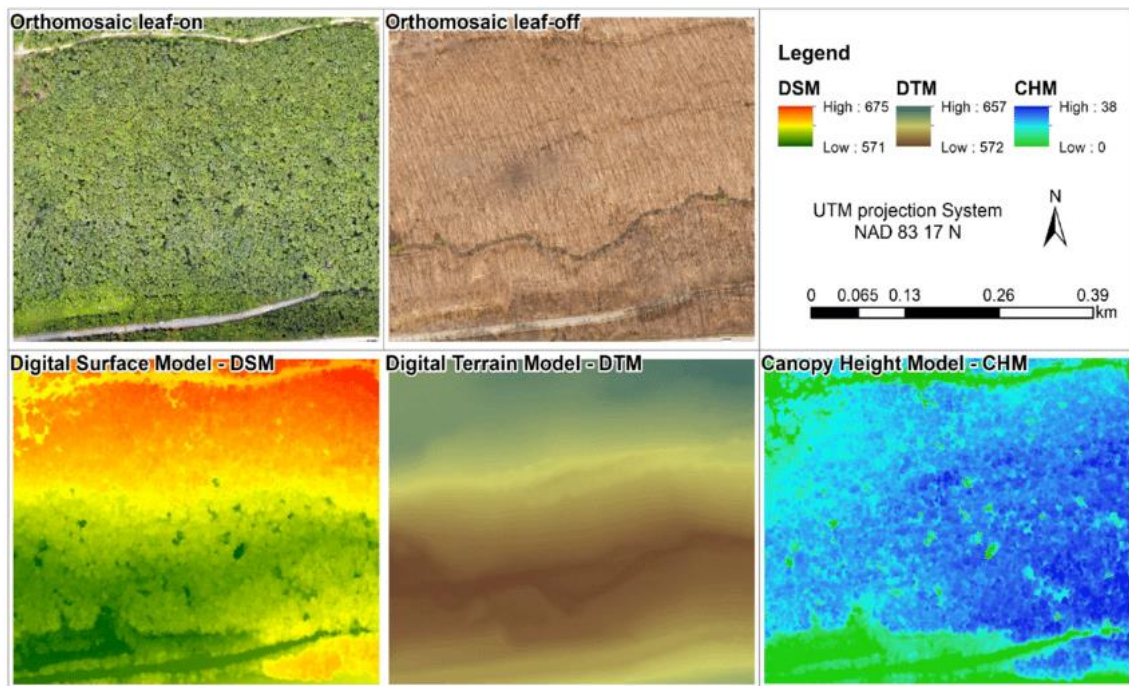 Orthomosaic leaf-on
Orthomosaic leaf-off
Legend
DSM DTM CHM
High : 675 High : 657 High : 38
Low : 571 Low : 572 Low : 0
UTM projection System
NAD 83 17 N
N
0 0.065 0.13 0.26 0.39
km
Digital Surface Model - DSM
Digital Terrain Model - DTM
Canopy Height Model - CHM